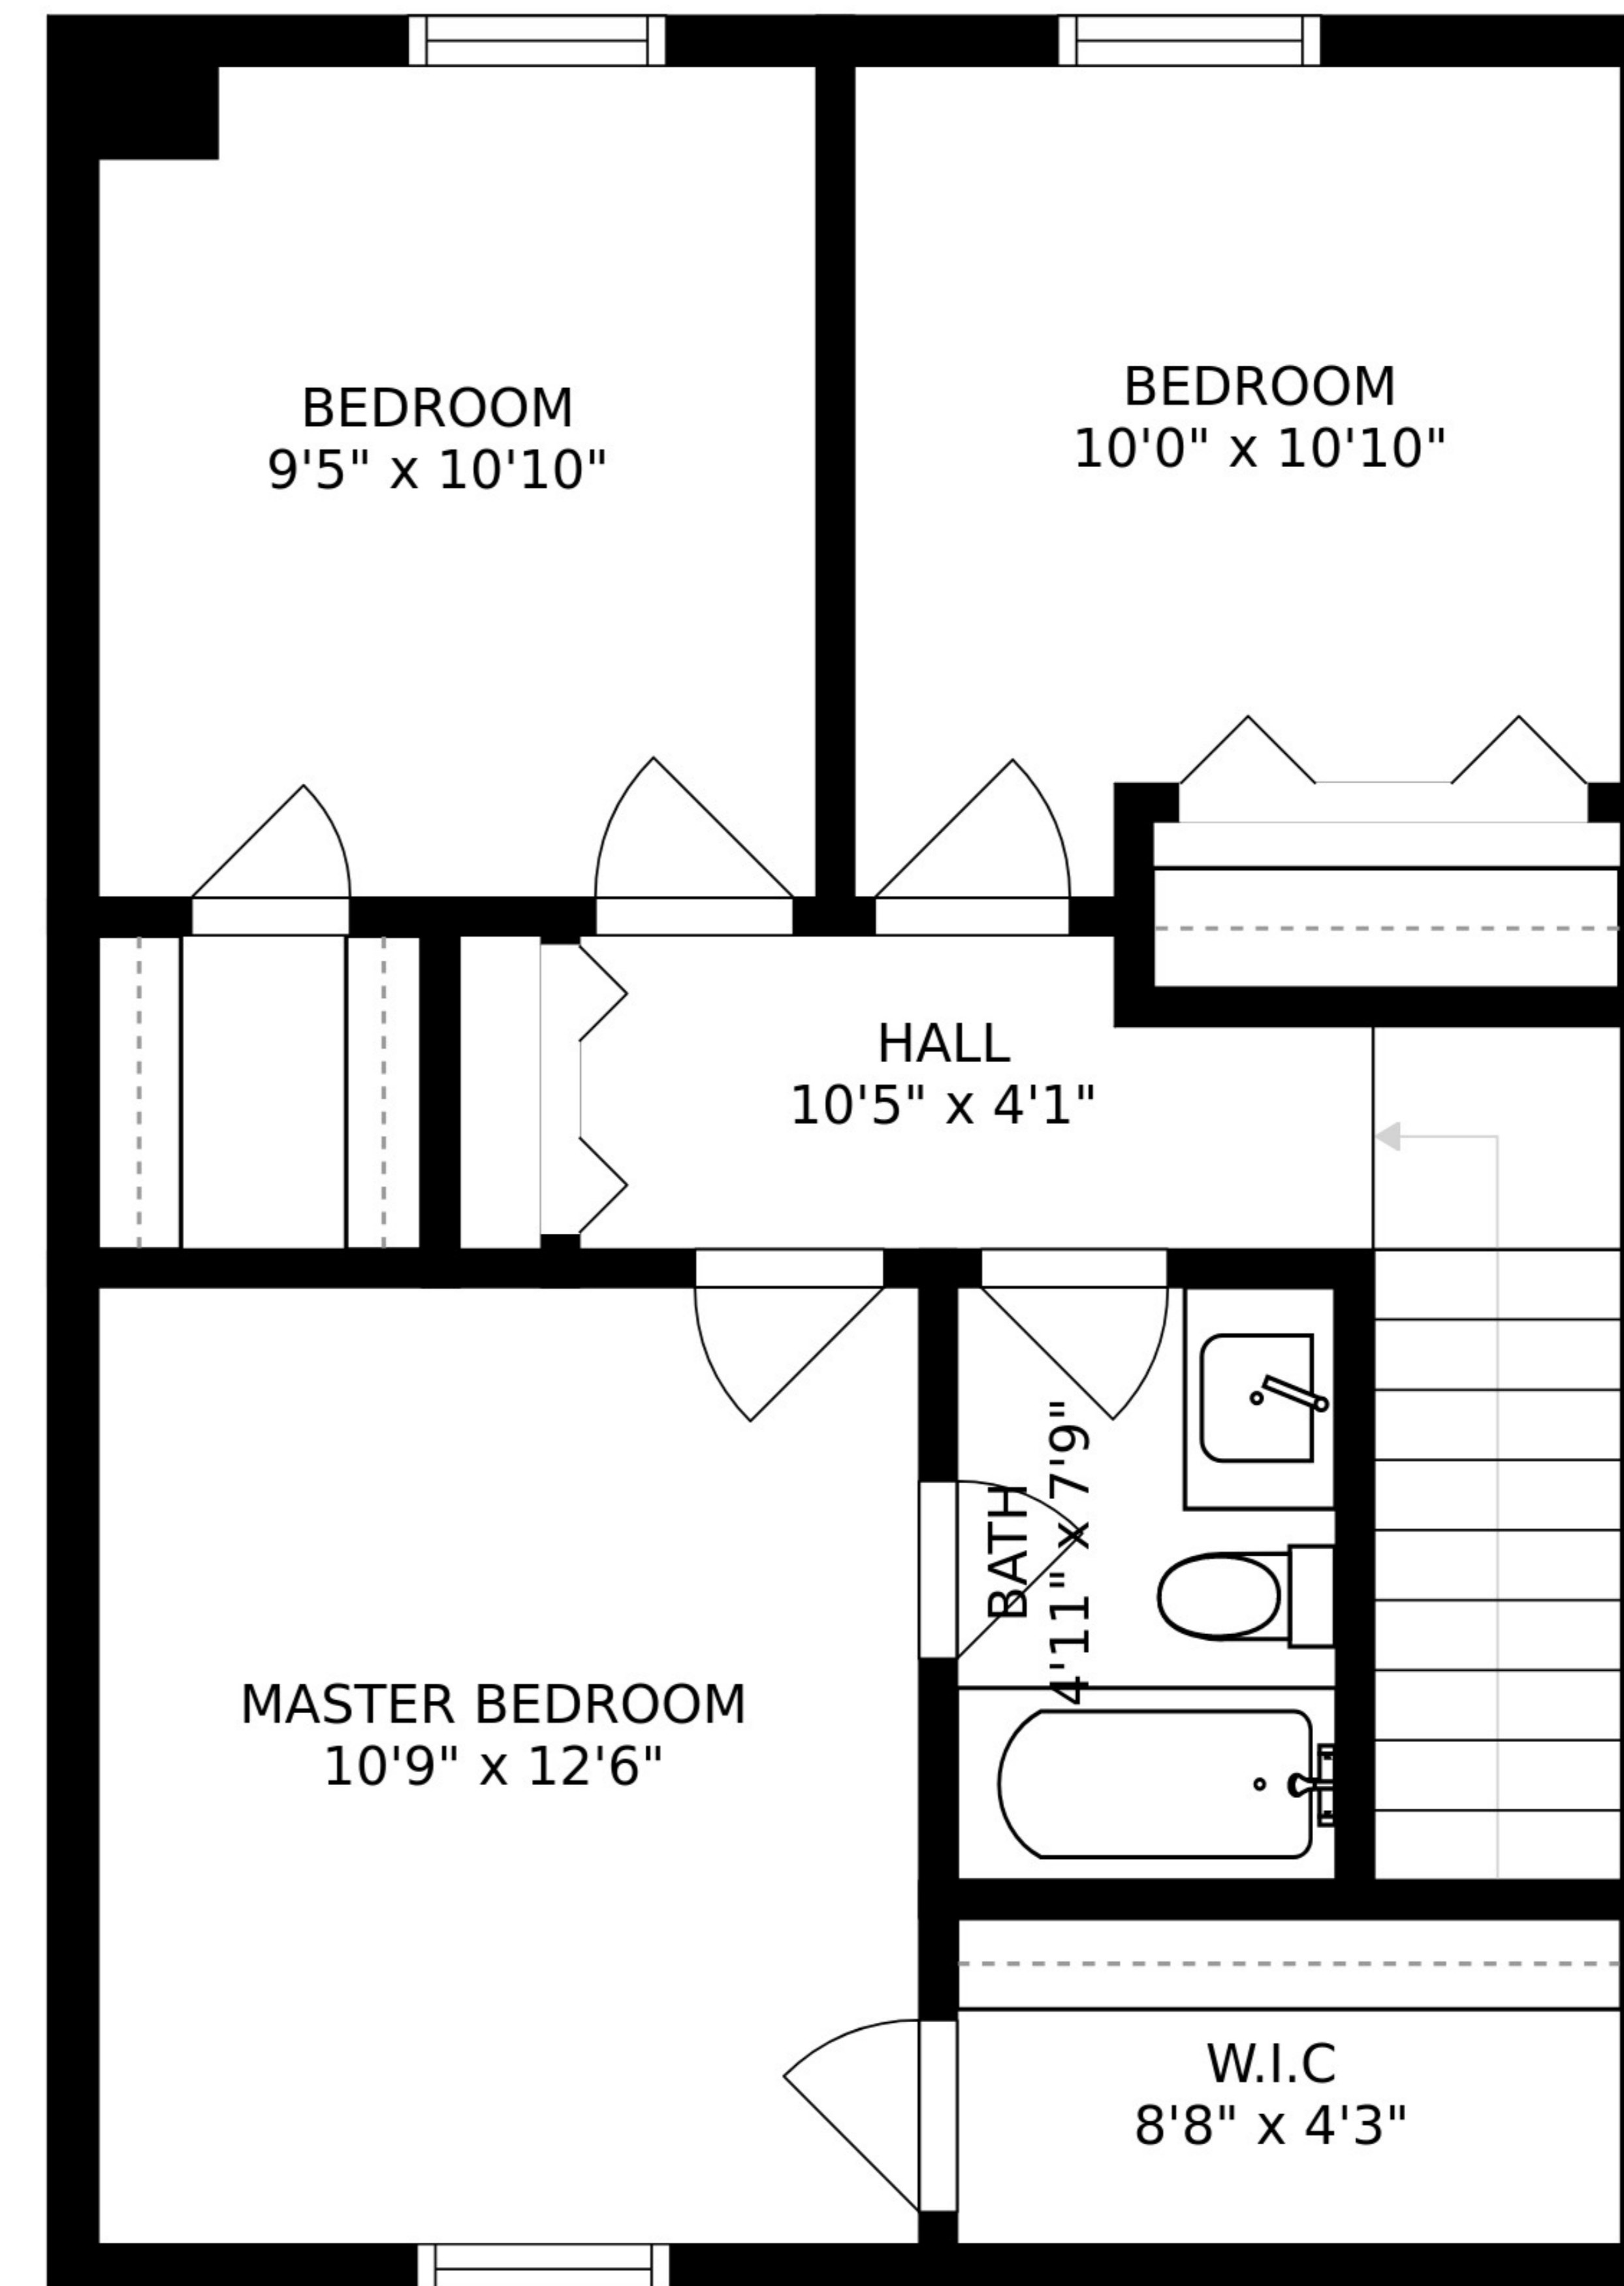 BEDROOM
9'5" x 10'10"
BEDROOM
10'0" x 10'10"
HALL
10'5" x 4'1"
BATH
4'11" x 7'9"
MASTER BEDROOM
10'9" x 12'6"
W.I.C
8'8" x 4'3"